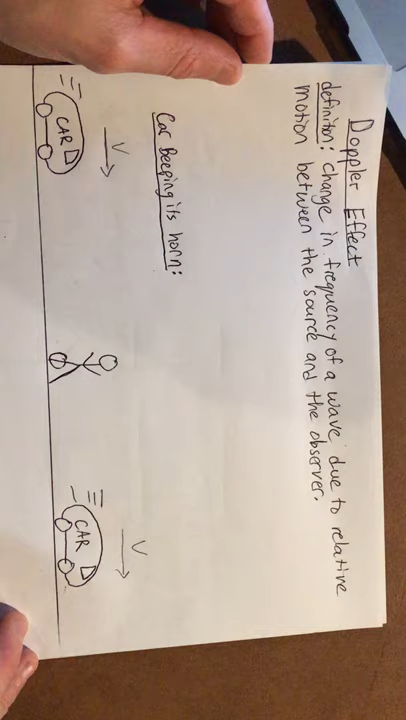 Doppler Effect
definition: change in frequency of a wave due to relative
motion between the source and the observer.
Car Beeping its horn:
V
V
CAR
CAR